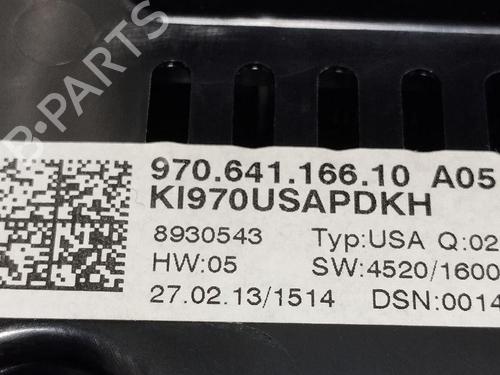 B-PARTS
970.641.166.10 A05
KI970USAPDKH
8930543 Typ:USA Q:02
HW:05 SW:4520/1600
27.02.13/1514 DSN:0014